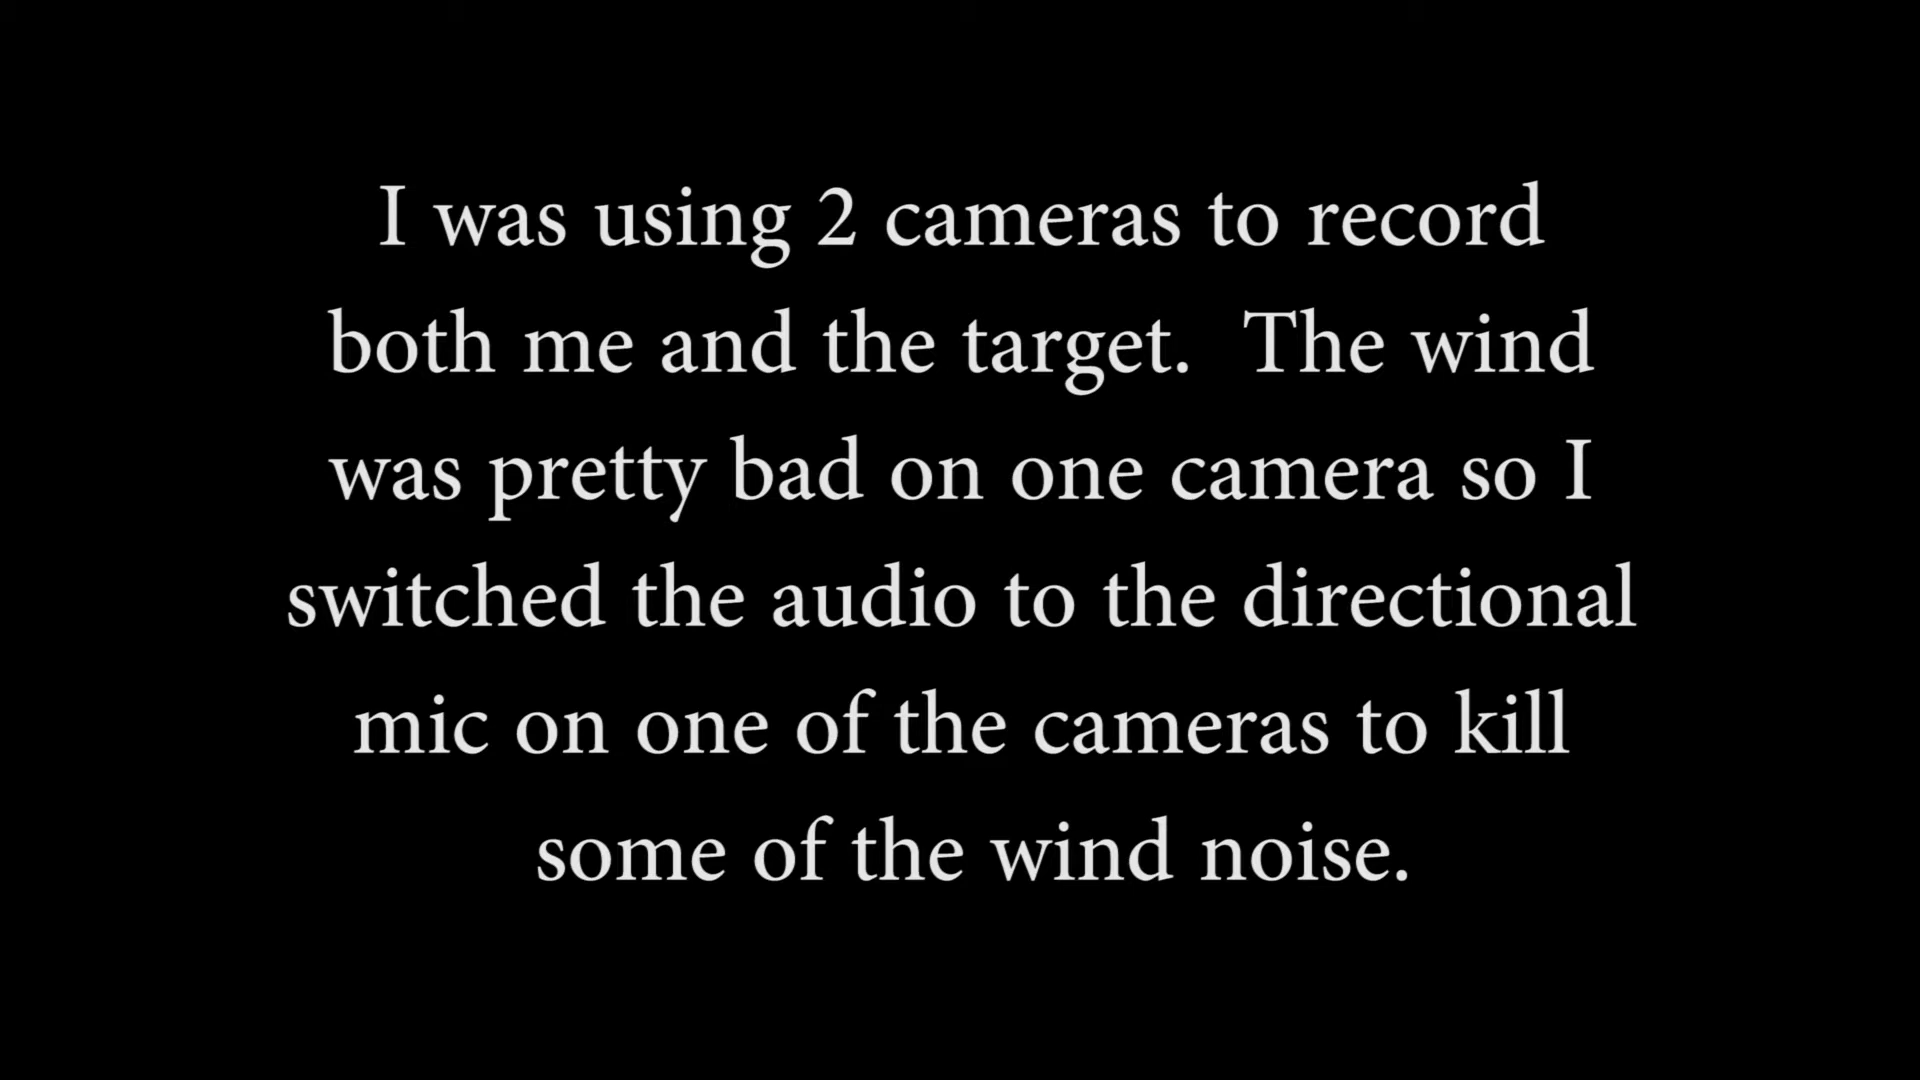 I was using 2 cameras to record
both me and the target.  The wind
was pretty bad on one camera so I
switched the audio to the directional
mic on one of the cameras to kill
some of the wind noise.